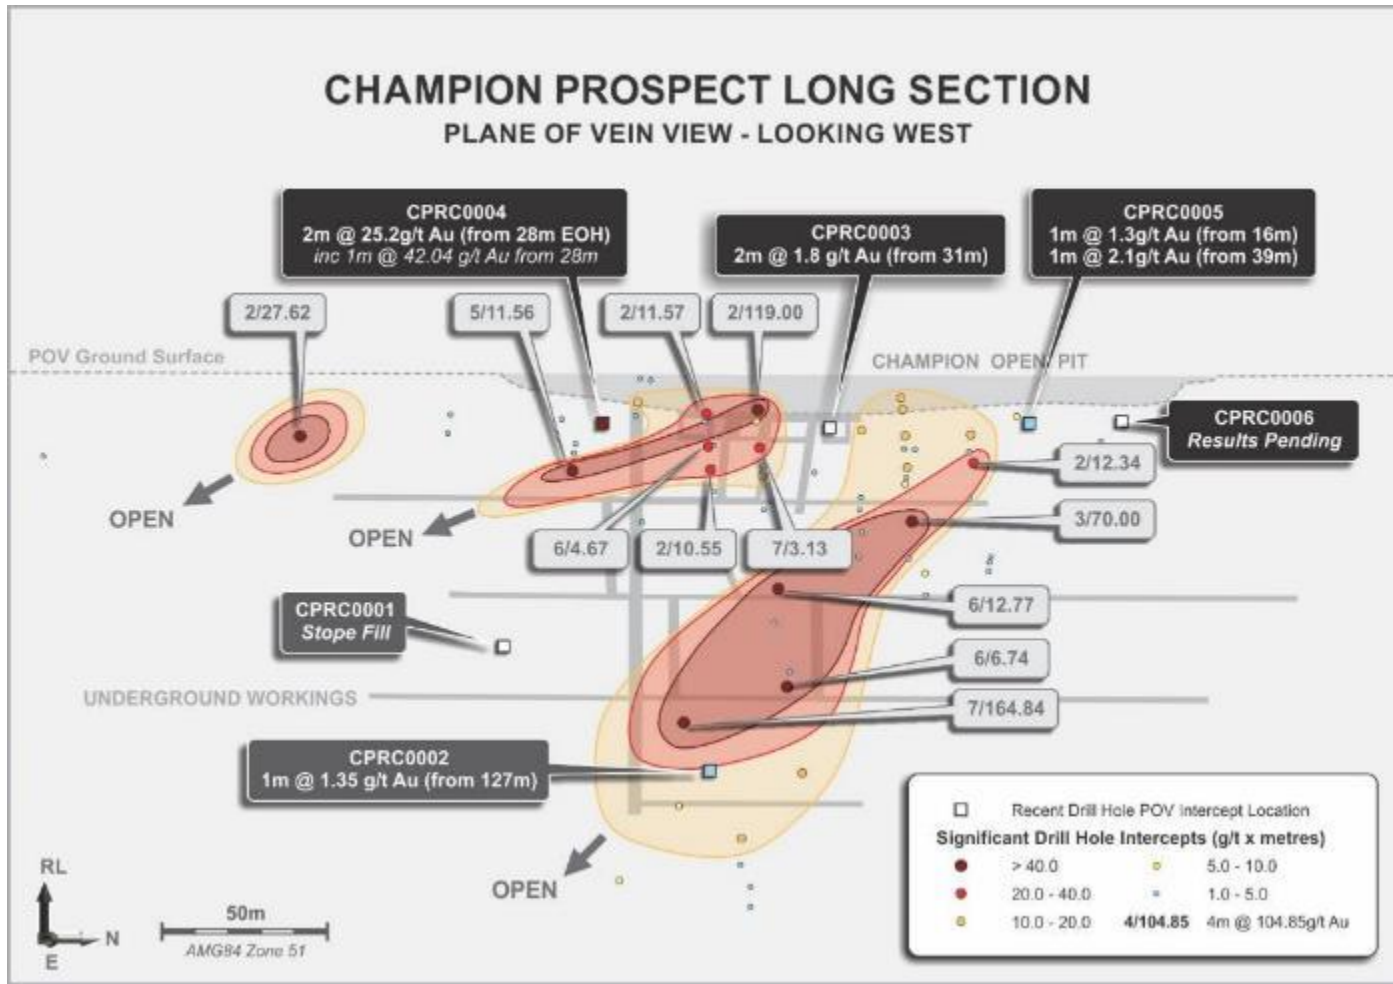 CHAMPION PROSPECT LONG SECTION
PLANE OF VEIN VIEW - LOOKING WEST
CPRC0004
2m @ 25.2g/t Au (from 28m EOH)
inc 1m @ 42.04 g/t Au from 28m
CPRC0003
2m @ 1.8 g/t Au (from 31m)
CPRC0005
1m @ 1.3g/t Au (from 16m)
1m @ 2.1g/t Au (from 39m)
2/27.62
5/11.56
2/11.57
2/119.00
POV Ground Surface
CHAMPION OPEN PIT
CPRC0006
Results Pending
2/12.34
OPEN
OPEN
3/70.00
6/4.67
2/10.55
7/3.13
CPRC0001
Stope Fill
6/12.77
6/6.74
UNDERGROUND WORKINGS
7/164.84
CPRC0002
1m @ 1.35 g/t Au (from 127m)
OPEN
Recent Drill Hole POV Intercept Location
Significant Drill Hole Intercepts (g/t x metres)
> 40.0
5.0 - 10.0
20.0 - 40.0
1.0 - 5.0
10.0 - 20.0
4/104.85 4m @ 104.85g/t Au
RL
N
E
50m
AMG84 Zone 51